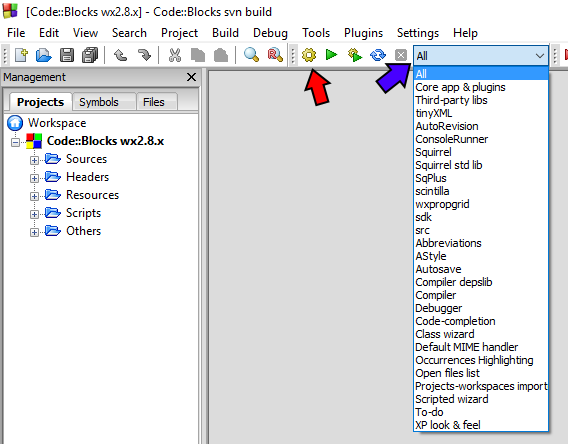 [Code::Blocks wx2.8.x] - Code::Blocks svn build
File Edit View Search Project Build Debug Tools Plugins Settings Help
All
Management
Projects Symbols Files
Workspace
Code::Blocks wx2.8.x
Sources
Headers
Resources
Scripts
Others
All
Core app & plugins
Third-party libs
tinyXML
AutoRevision
ConsoleRunner
Squirrel
Squirrel std lib
SqPlus
scintilla
wxpropgrid
sdk
src
Abbreviations
AStyle
Autosave
Compiler depslib
Compiler
Debugger
Code-completion
Class wizard
Default MIME handler
Occurrences Highlighting
Open files list
Projects-workspaces import
Scripted wizard
To-do
XP look & feel